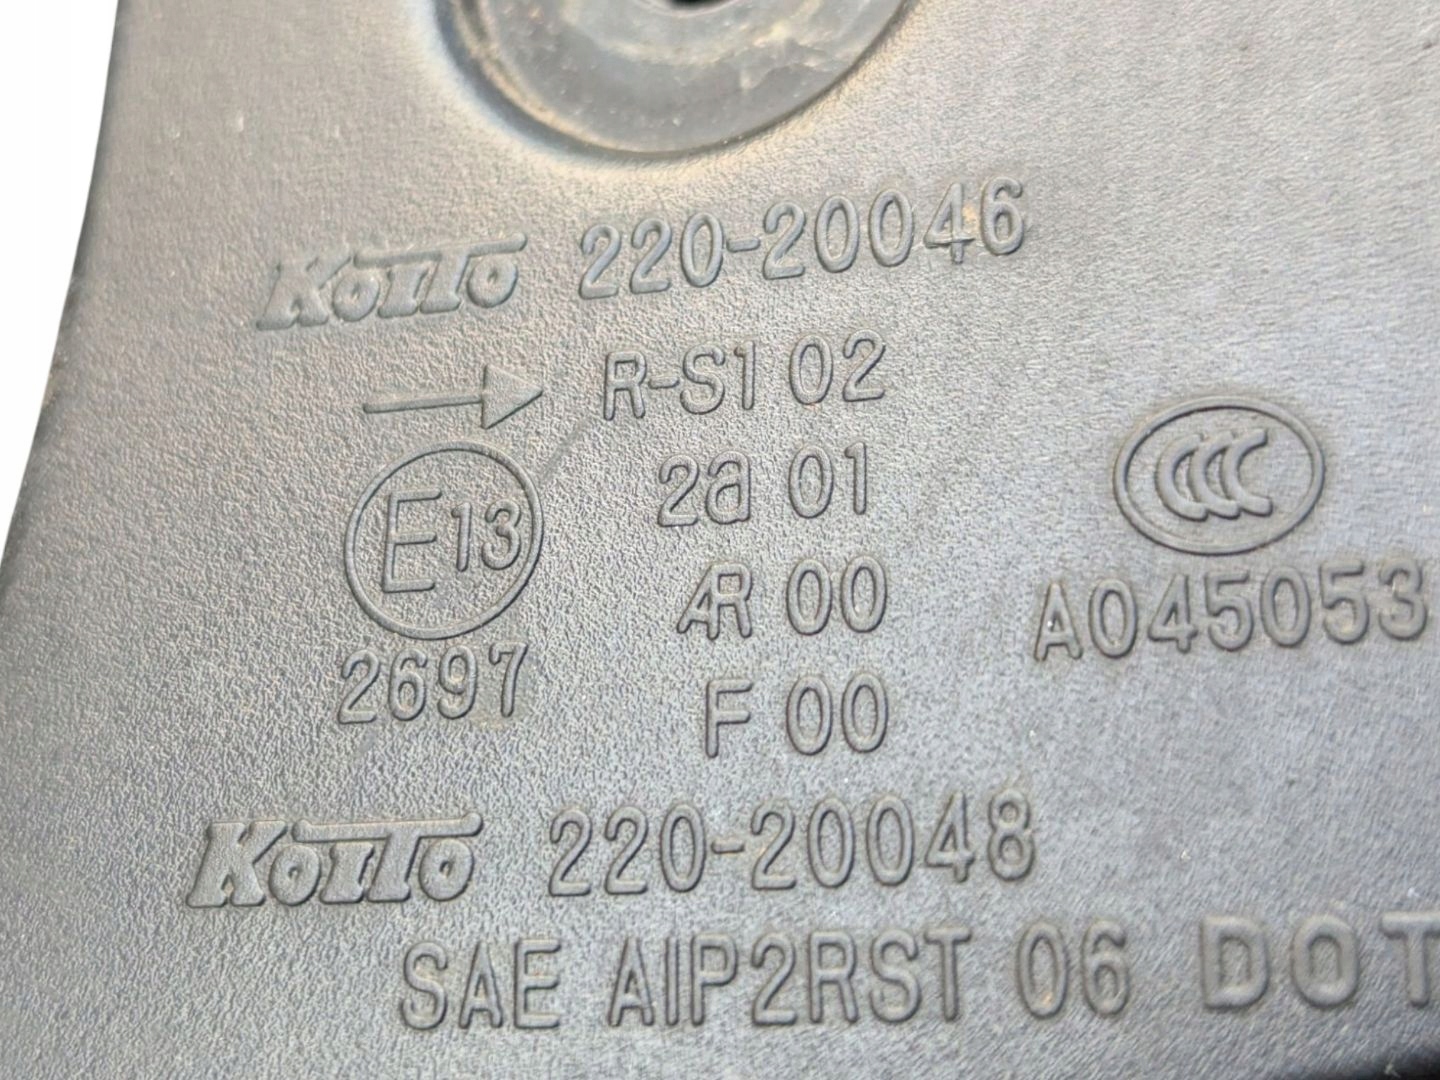 KOITO 220-20046
R-S1 02
2a 01
E13
AR 00
2697
F 00
CCC
A045053
KOITO 220-20048
SAE AIP2RST 06 DOT